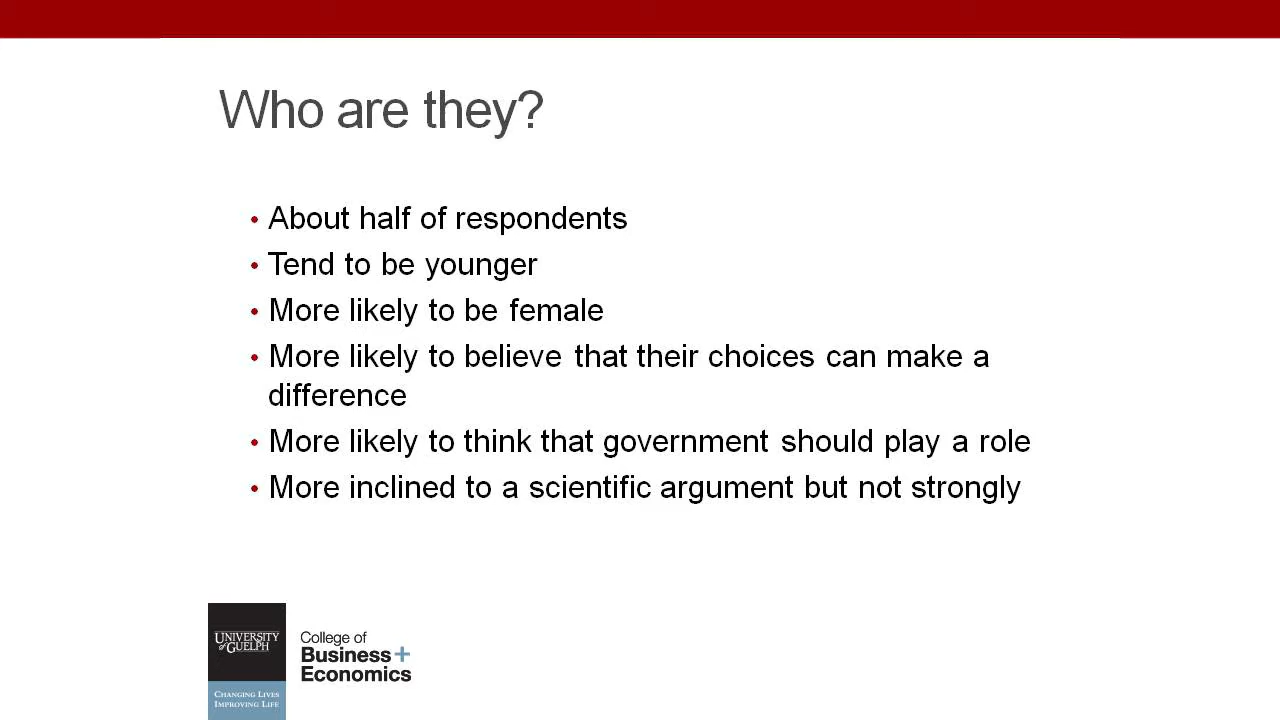 Who are they?
• About half of respondents
• Tend to be younger
• More likely to be female
• More likely to believe that their choices can make a
difference
• More likely to think that government should play a role
• More inclined to a scientific argument but not strongly
UNIVERSITY
of GUELPH
CHANGING LIVES
IMPROVING LIFE
College of
Business+
Economics